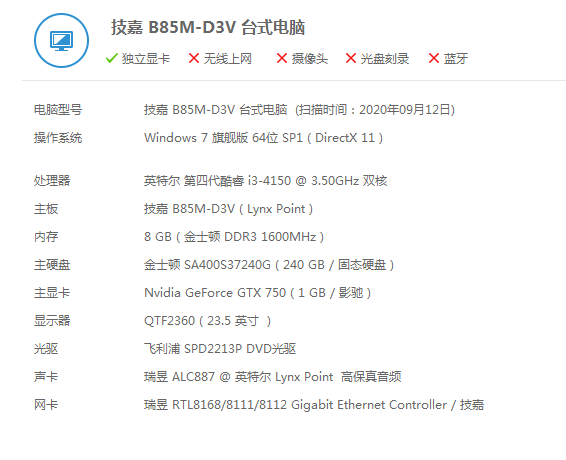 技嘉 B85M-D3V 台式电脑
独立显卡 无线上网 摄像头 光盘刻录 蓝牙
电脑型号 技嘉 B85M-D3V 台式电脑 (扫描时间：2020年09月12日)
操作系统 Windows 7 旗舰版 64位 SP1 ( DirectX 11 )
处理器 英特尔 第四代酷睿 i3-4150 @ 3.50GHz 双核
主板 技嘉 B85M-D3V ( Lynx Point )
内存 8 GB ( 金士顿 DDR3 1600MHz )
主硬盘 金士顿 SA400S37240G ( 240 GB / 固态硬盘 )
主显卡 Nvidia GeForce GTX 750 ( 1 GB / 影驰 )
显示器 QTF2360 ( 23.5 英寸 )
光驱 飞利浦 SPD2213P DVD光驱
声卡 瑞昱 ALC887 @ 英特尔 Lynx Point 高保真音频
网卡 瑞昱 RTL8168/8111/8112 Gigabit Ethernet Controller / 技嘉